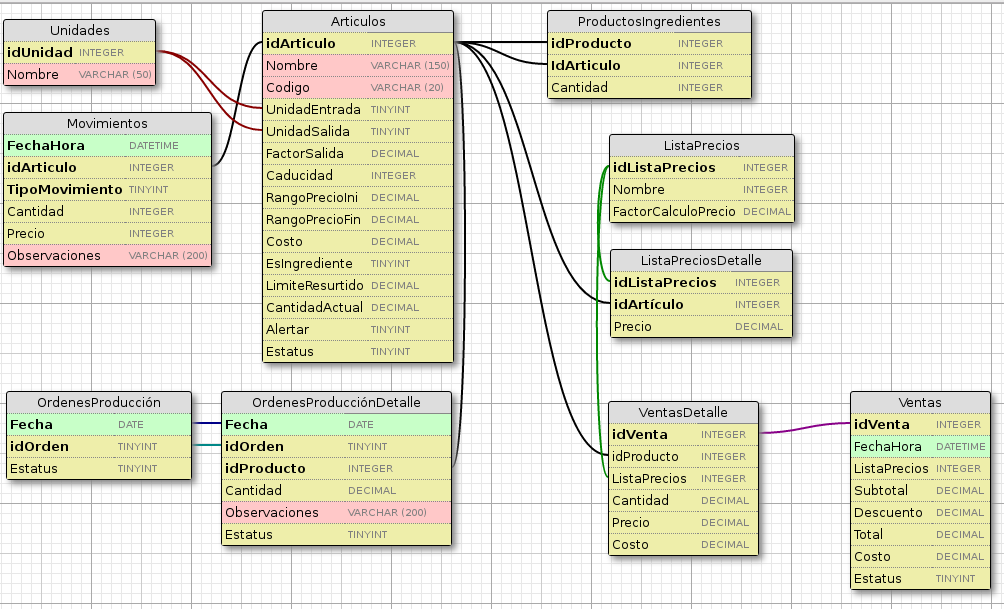 Unidades
idUnidad INTEGER
Nombre VARCHAR (50)
Movimientos
FechaHora DATETIME
idArticulo INTEGER
TipoMovimiento TINYINT
Cantidad INTEGER
Precio INTEGER
Observaciones VARCHAR (200)
Articulos
idArticulo INTEGER
Nombre VARCHAR (150)
Codigo VARCHAR (20)
UnidadEntrada TINYINT
UnidadSalida TINYINT
FactorSalida DECIMAL
Caducidad INTEGER
RangoPrecioIni DECIMAL
RangoPrecioFin DECIMAL
Costo DECIMAL
EsIngrediente TINYINT
LimiteResurtido DECIMAL
CantidadActual DECIMAL
Alertar TINYINT
Estatus TINYINT
ProductosIngredientes
idProducto INTEGER
IdArticulo INTEGER
Cantidad INTEGER
ListaPrecios
idListaPrecios INTEGER
Nombre INTEGER
FactorCalculoPrecio DECIMAL
ListaPreciosDetalle
idListaPrecios INTEGER
idArtículo INTEGER
Precio DECIMAL
OrdenesProducción
Fecha DATE
idOrden TINYINT
Estatus TINYINT
OrdenesProducciónDetalle
Fecha DATE
idOrden TINYINT
idProducto INTEGER
Cantidad DECIMAL
Observaciones VARCHAR (200)
Estatus TINYINT
VentasDetalle
idVenta INTEGER
idProducto INTEGER
ListaPrecios INTEGER
Cantidad DECIMAL
Precio DECIMAL
Costo DECIMAL
Ventas
idVenta INTEGER
FechaHora DATETIME
ListaPrecios INTEGER
Subtotal DECIMAL
Descuento DECIMAL
Total DECIMAL
Costo DECIMAL
Estatus TINYINT